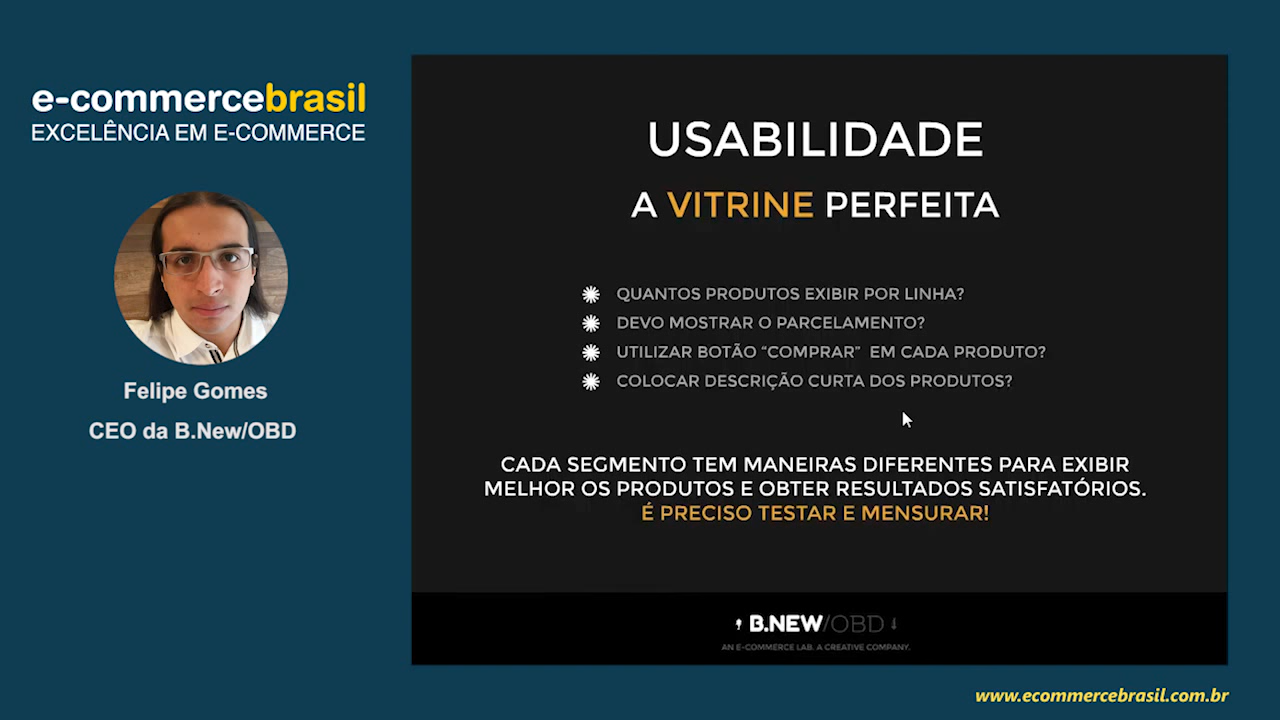 e-commercebrasil
EXCELÊNCIA EM E-COMMERCE
Felipe Gomes
CEO da B.New/OBD
USABILIDADE
A VITRINE PERFEITA
QUANTOS PRODUTOS EXIBIR POR LINHA?
DEVO MOSTRAR O PARCELAMENTO?
UTILIZAR BOTÃO “COMPRAR” EM CADA PRODUTO?
COLOCAR DESCRIÇÃO CURTA DOS PRODUTOS?
CADA SEGMENTO TEM MANEIRAS DIFERENTES PARA EXIBIR
MELHOR OS PRODUTOS E OBTER RESULTADOS SATISFATÓRIOS.
É PRECISO TESTAR E MENSURAR!
B.NEW/OBD
AN E-COMMERCE LAB. A CREATIVE COMPANY.
www.ecommercebrasil.com.br